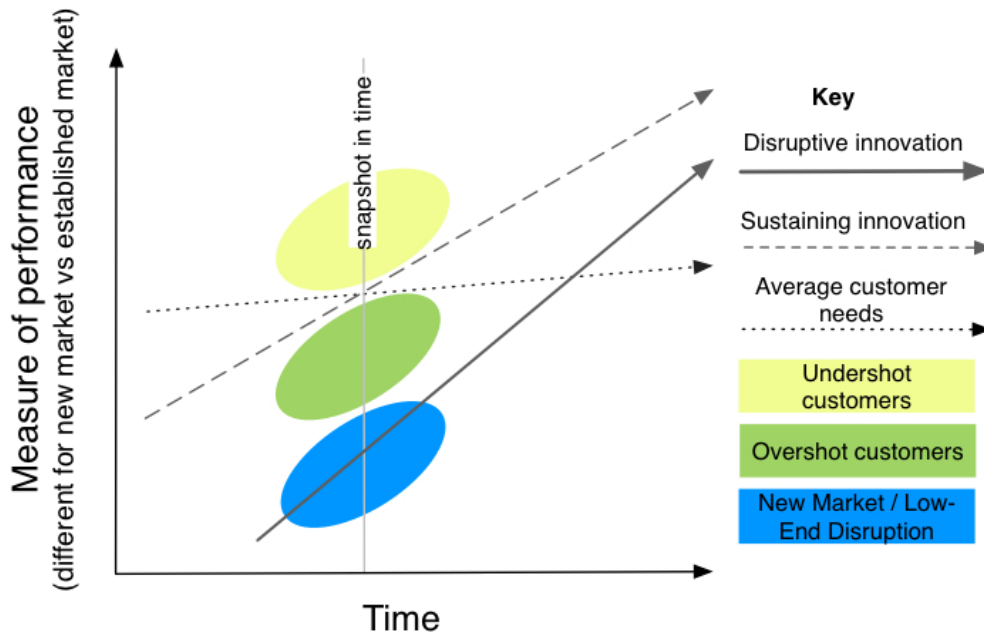 Measure of performance
(different for new market vs established market)
snapshot in time
Time
Key
Disruptive innovation
Sustaining innovation
Average customer
needs
Undershot
customers
Overshot customers
New Market / Low-
End Disruption